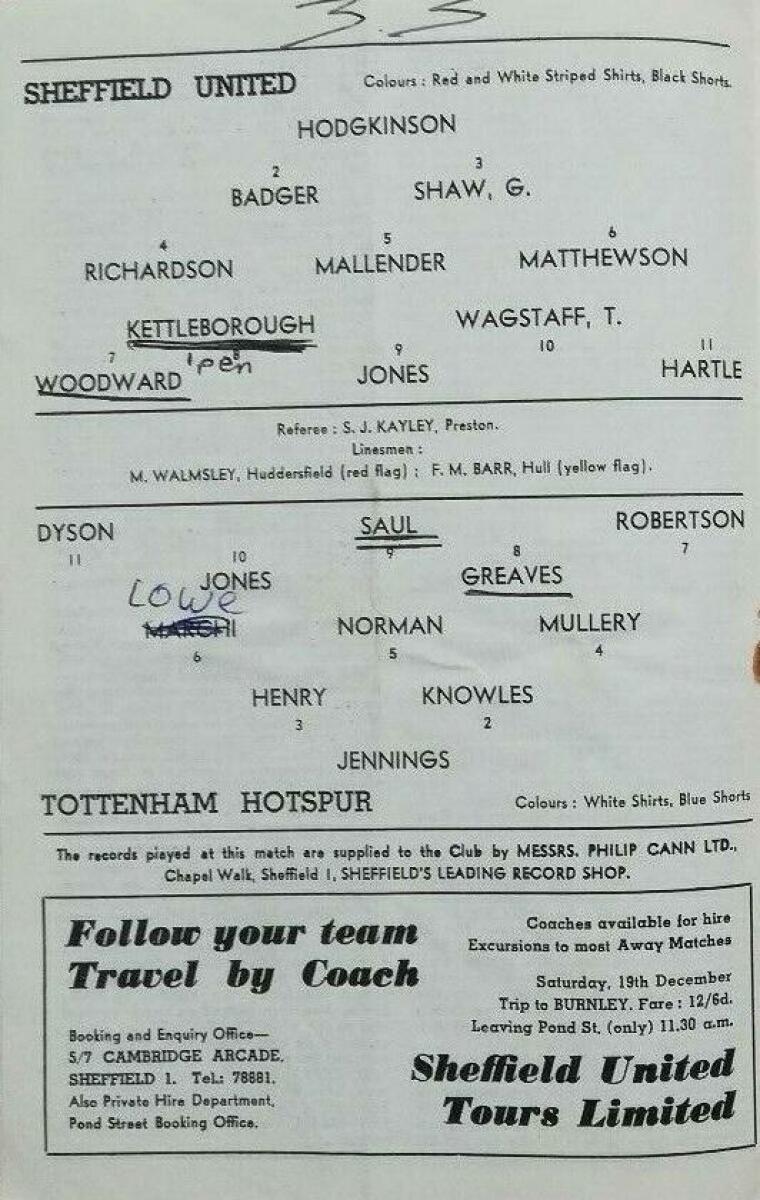 3.3
SHEFFIELD UNITED Colours : Red and White Striped Shirts, Black Shorts.
HODGKINSON
2 3
BADGER SHAW, G.
4 5 6
RICHARDSON MALLENDER MATTHEWSON
KETTLEBOROUGH WAGSTAFF, T.
7 1 pen 8 9 10 11
WOODWARD JONES HARTLE
Referee : S. J. KAYLEY, Preston.
Linesmen :
M. WALMSLEY, Huddersfield (red flag) ; F. M. BARR, Hull (yellow flag).
DYSON SAUL ROBERTSON
11 10 9 8 7
JONES GREAVES
LOWE
MARCHI NORMAN MULLERY
6 5 4
HENRY KNOWLES
3 2
JENNINGS
TOTTENHAM HOTSPUR Colours : White Shirts, Blue Shorts
The records played at this match are supplied to the Club by MESSRS. PHILIP CANN LTD.,
Chapel Walk, Sheffield 1, SHEFFIELD'S LEADING RECORD SHOP.
Follow your team
Travel by Coach
Booking and Enquiry Office—
5/7 CAMBRIDGE ARCADE,
SHEFFIELD 1. Tel.: 78881.
Also Private Hire Department,
Pond Street Booking Office.
Coaches available for hire
Excursions to most Away Matches
Saturday, 19th December
Trip to BURNLEY. Fare : 12/6d.
Leaving Pond St. (only) 11.30 a.m.
Sheffield United
Tours Limited